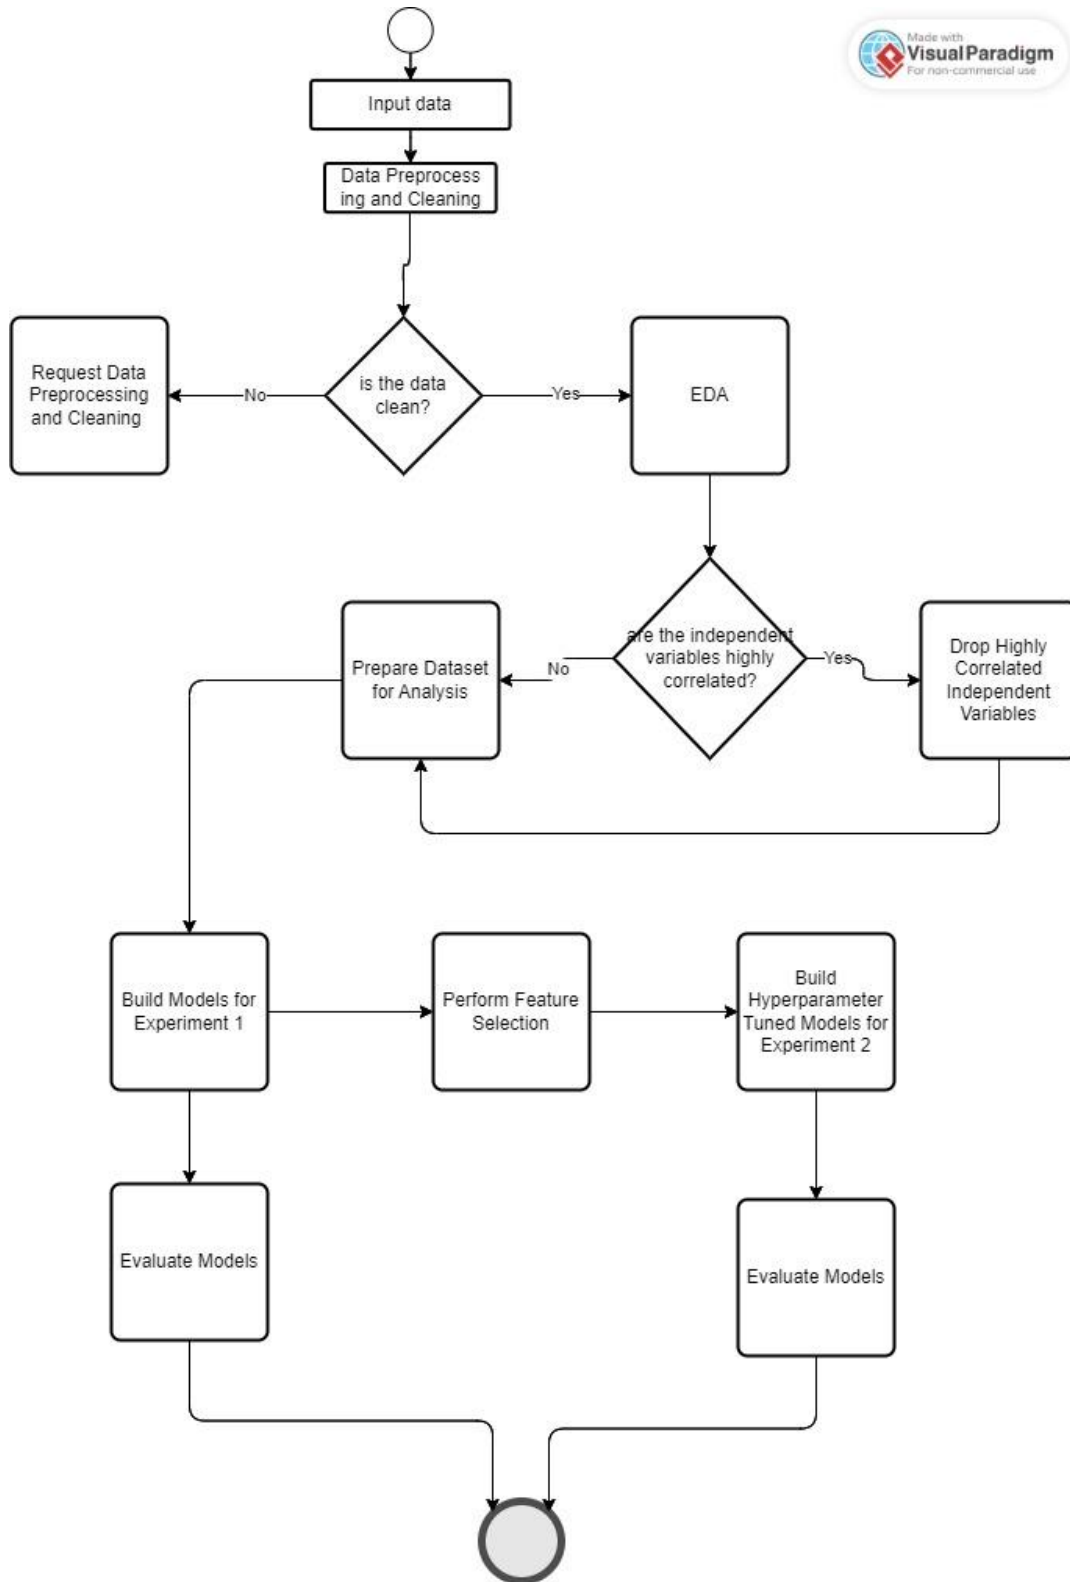 Made with
Visual Paradigm
For non-commercial use
Input data
Data Preprocess
ing and Cleaning
Request Data
Preprocessing
and Cleaning
No
is the data
clean?
Yes
EDA
Prepare Dataset
for Analysis
No
are the independent
variables highly
correlated?
Yes
Drop Highly
Correlated
Independent
Variables
Build Models for
Experiment 1
Perform Feature
Selection
Build
Hyperparameter
Tuned Models for
Experiment 2
Evaluate Models
Evaluate Models